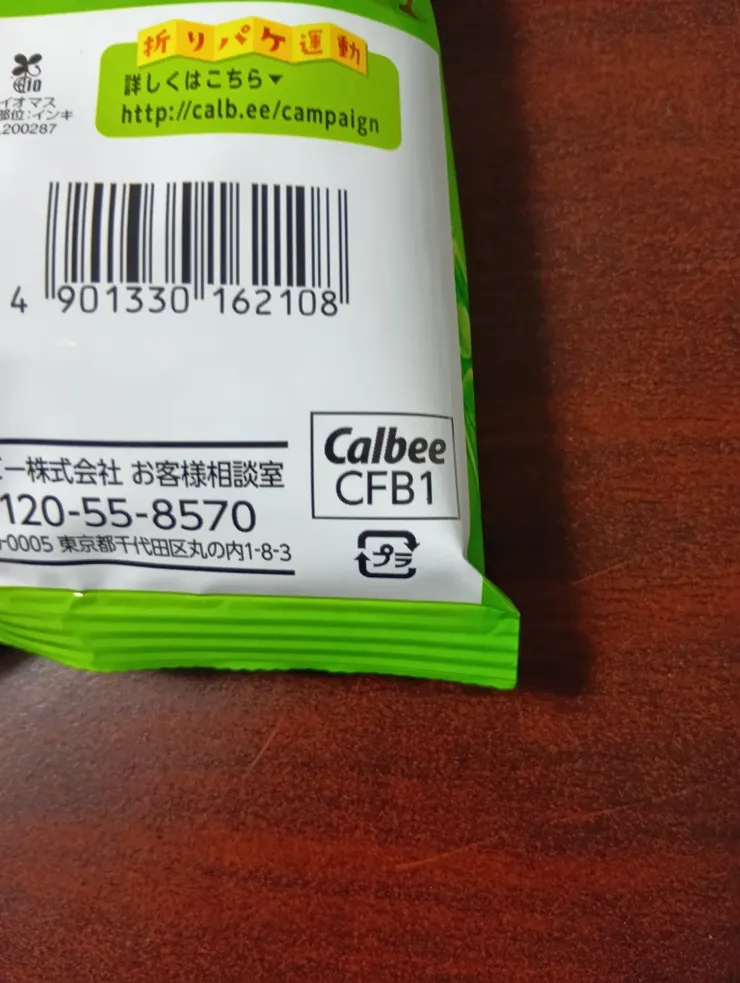 折りパケ運動
詳しくはこちら▼
http://calb.ee/campaign
Bio
イオマス
部位:インキ
200287
4 901330 162108
ー株式会社 お客様相談室
120-55-8570
-0005 東京都千代田区丸の内1-8-3
Calbee
CFB1
プラ